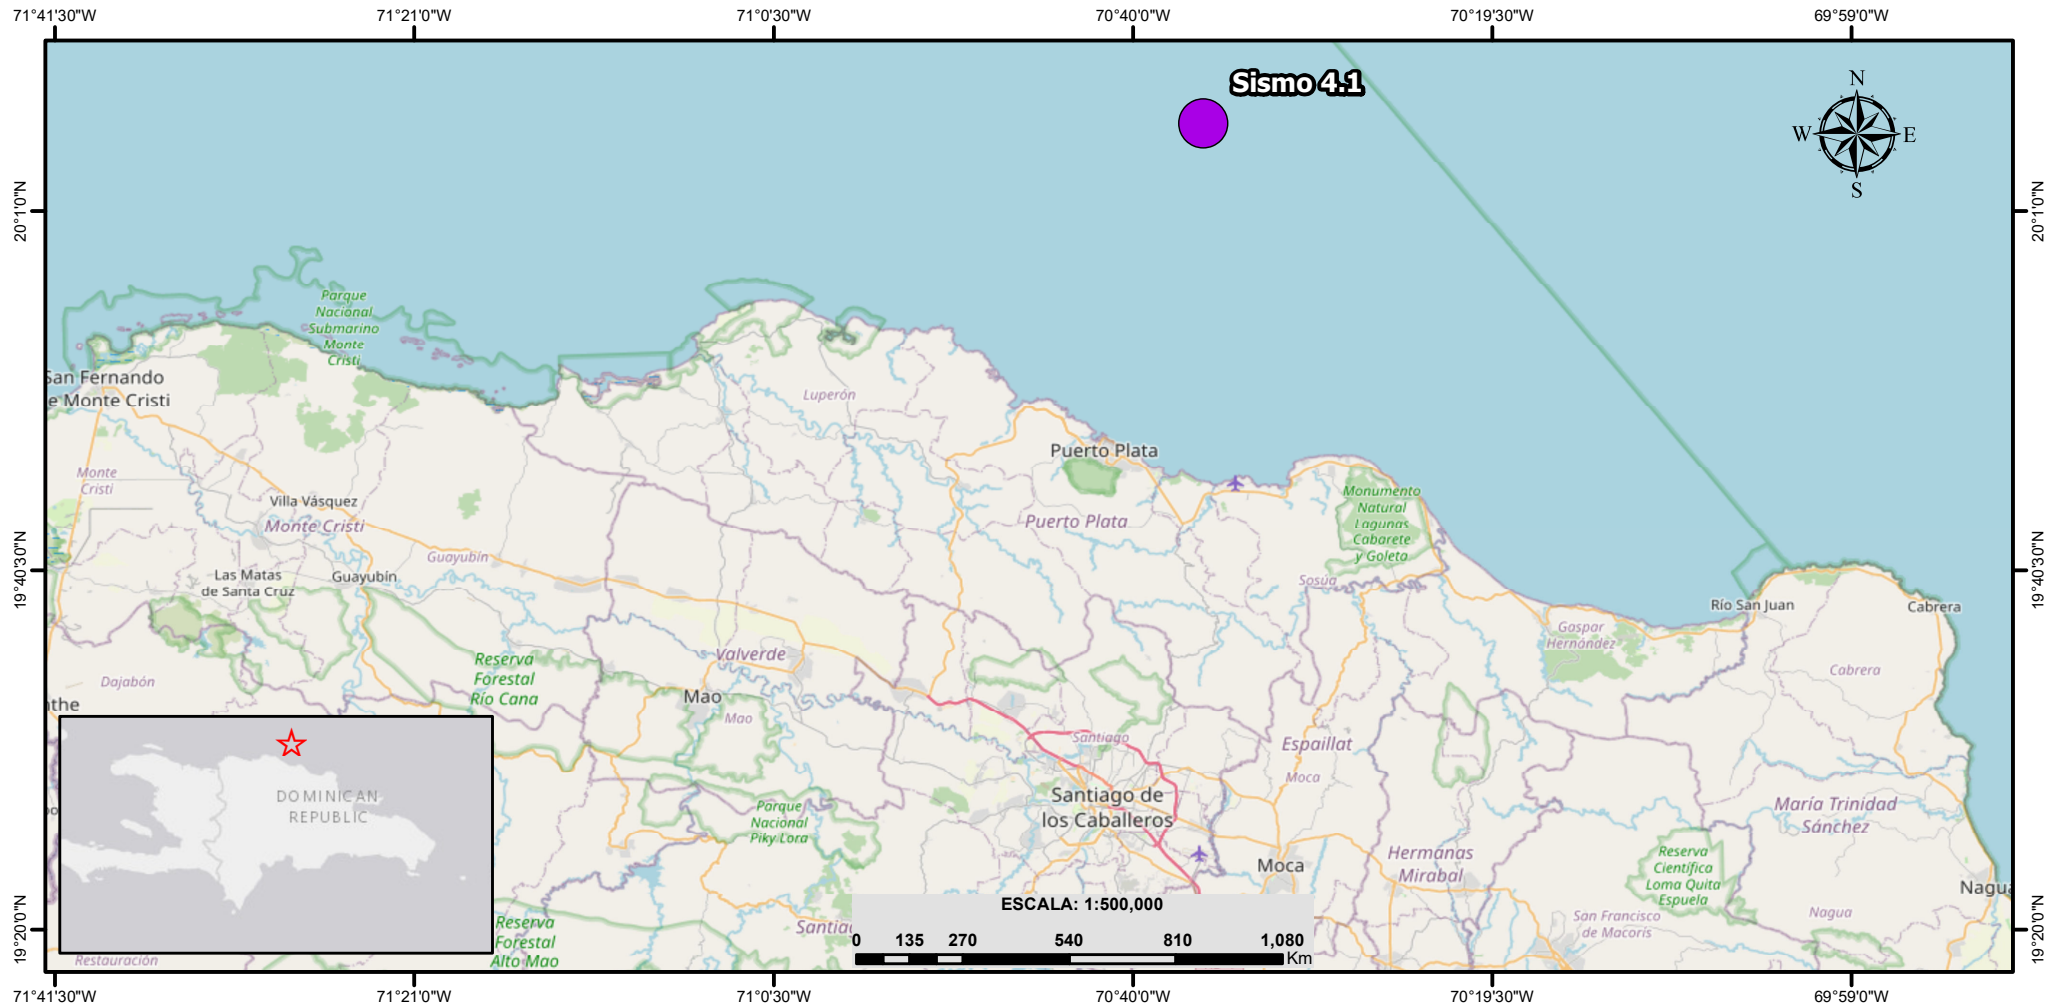 71°41'30"W
71°21'0"W
71°0'30"W
70°40'0"W
70°19'30"W
69°59'0"W
Sismo 4.1
N
W
E
S
20°1'0"N
20°1'0"N
Parque
Nacional
Submarino
Monte
Cristi
San Fernando
e Monte Cristi
Luperón
Puerto Plata
Monte
Cristi
Villa Vásquez
Monte Cristi
Puerto Plata
Monumento
Natural
Lagunas
Cabarete
y Goleta
19°40'30"N
19°40'30"N
Guayubín
Las Matas
de Santa Cruz
Guayubín
Sosúa
Río San Juan
Cabrera
Gaspar
Hernández
Valverde
Reserva
Forestal
Río Cana
Dajabón
Mao
Mao
Cabrera
nthe
Santiago
Espaillat
Moca
DOMINICAN
REPUBLIC
Parque
Nacional
Piky Lora
Santiago de
los Caballeros
María Trinidad
Sánchez
Moca
Hermanas
Mirabal
Reserva
Científica
Loma Quita
Espuela
Nagua
Nagua
San Francisco
de Macorís
Santiag
Reserva
Forestal
Alto Mao
Restauración
19°20'0"N
19°20'0"N
ESCALA: 1:500,000
0 135 270 540 810 1,080
Km
71°41'30"W
71°21'0"W
71°0'30"W
70°40'0"W
70°19'30"W
69°59'0"W